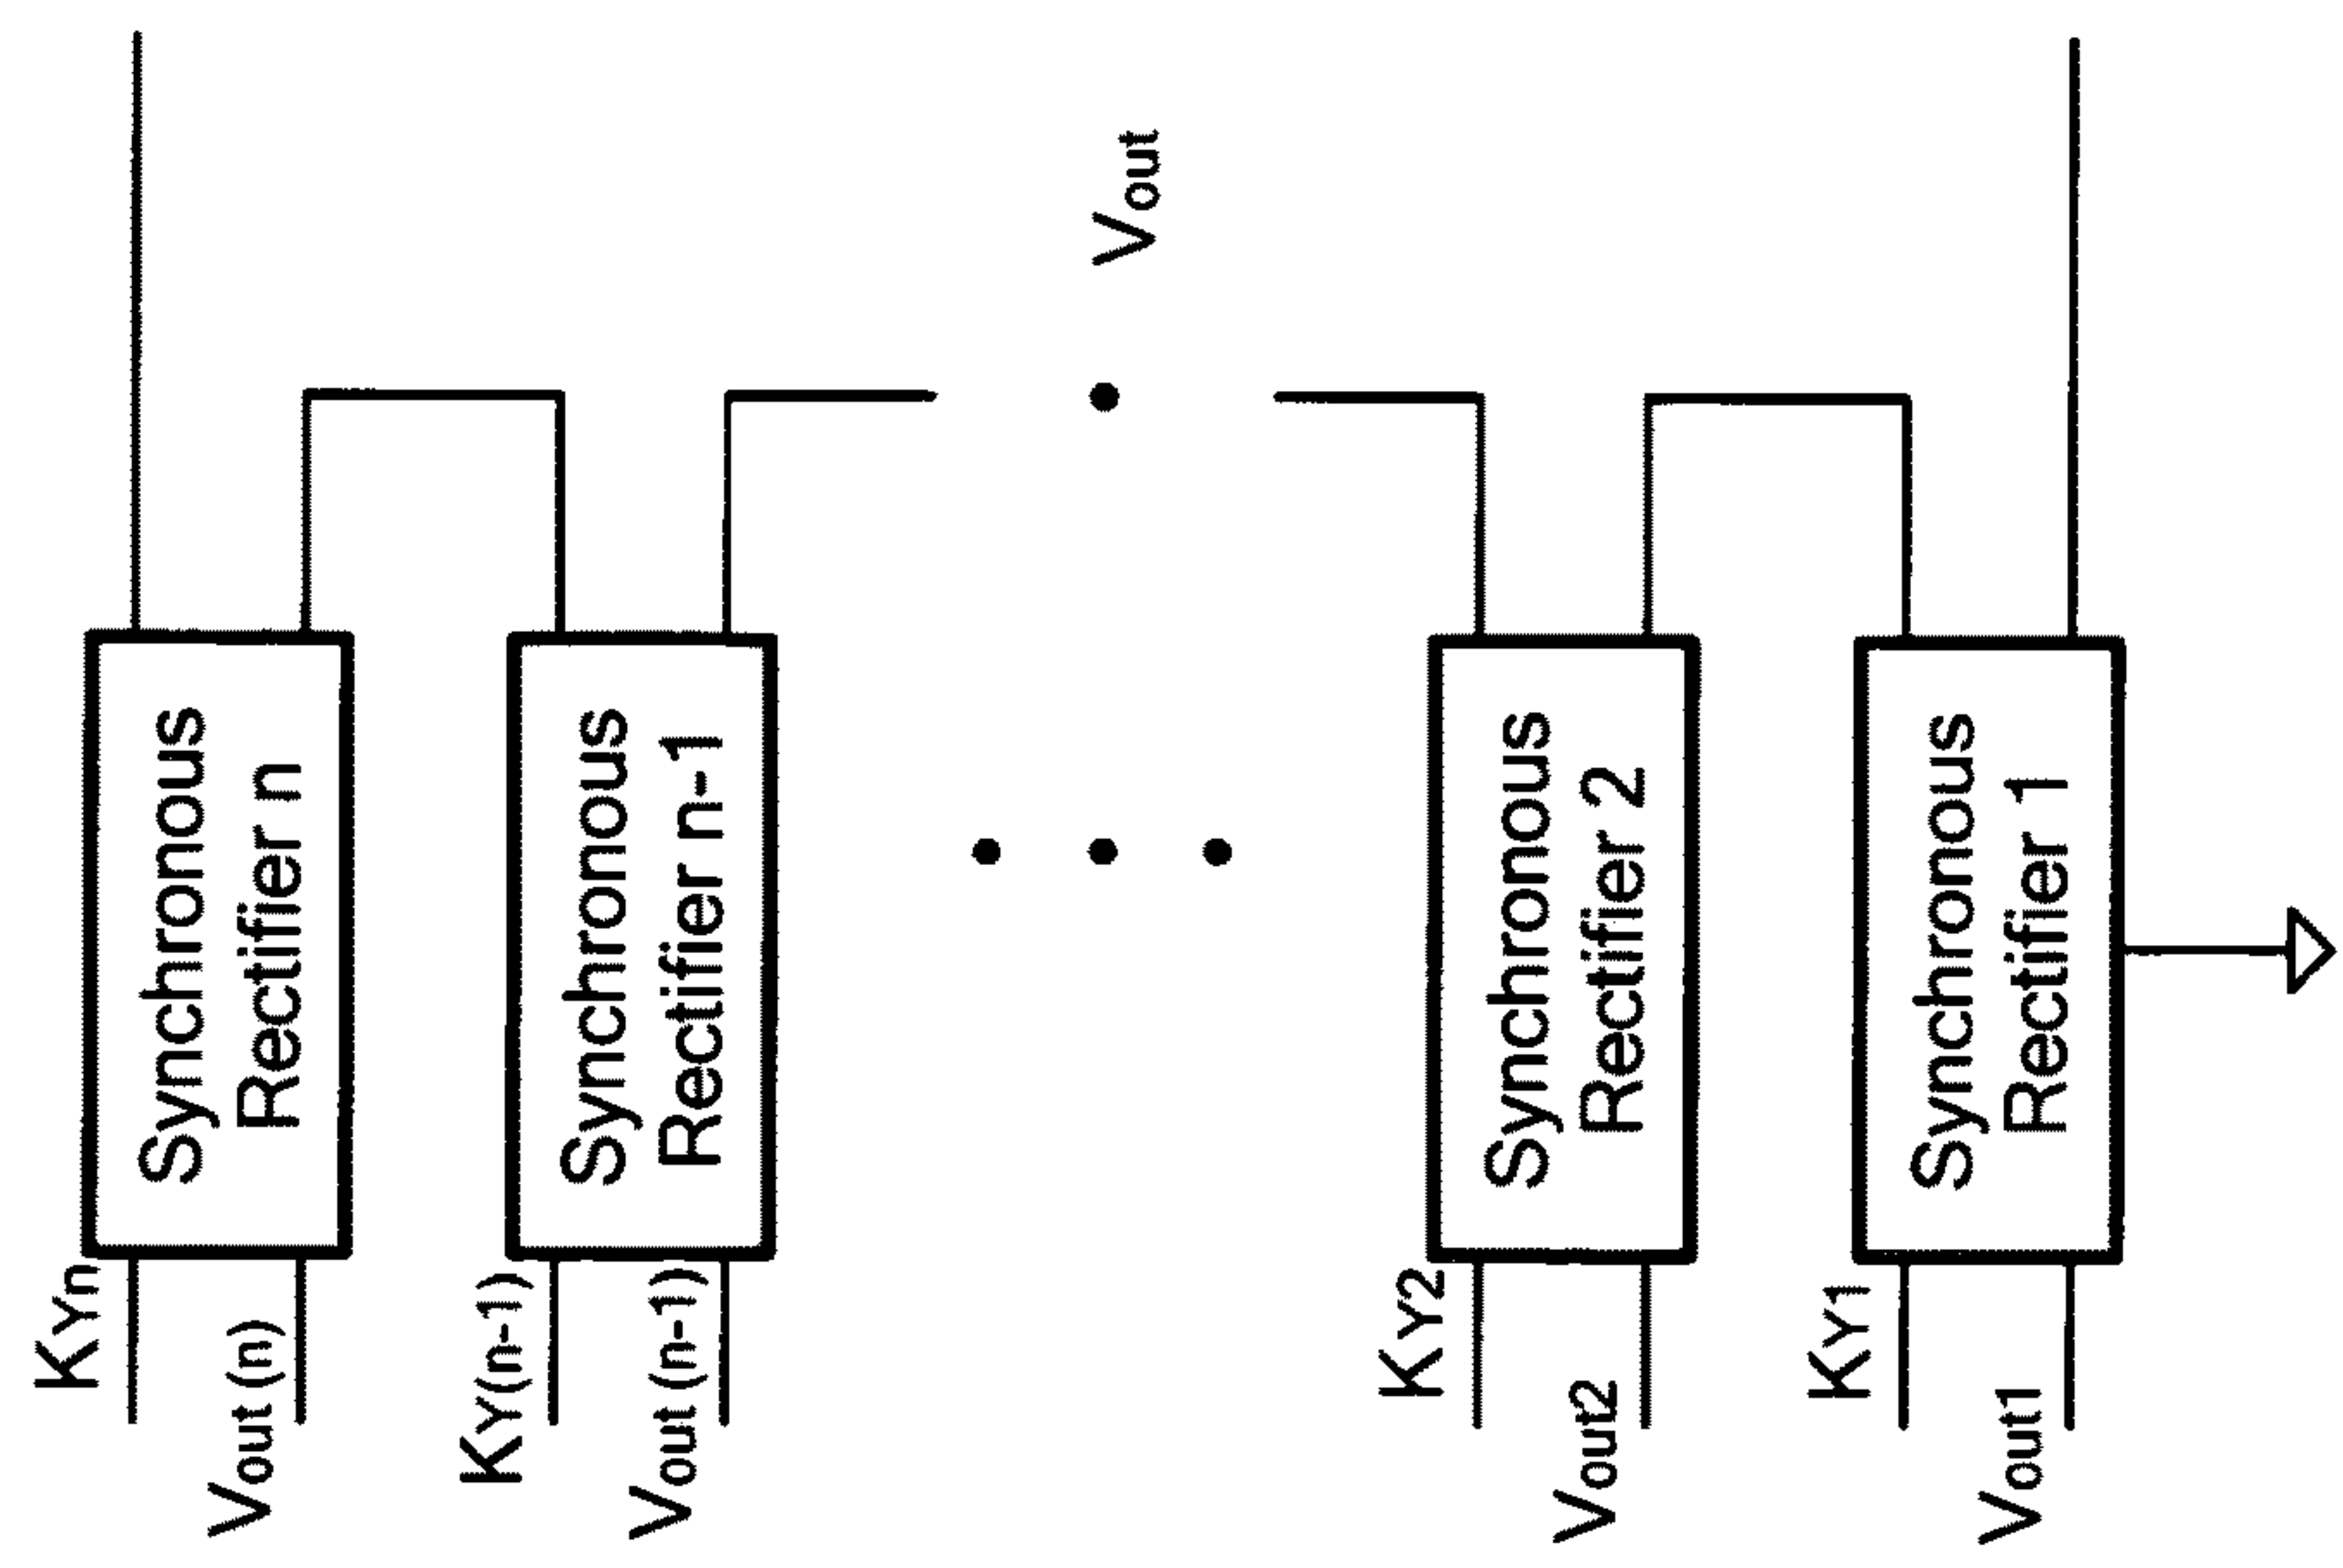 KYn
Vout (n)
Synchronous
Rectifier n
KY(n-1)
Vout (n-1)
Synchronous
Rectifier n-1
Vout
KY2
Vout2
Synchronous
Rectifier 2
KY1
Vout1
Synchronous
Rectifier 1